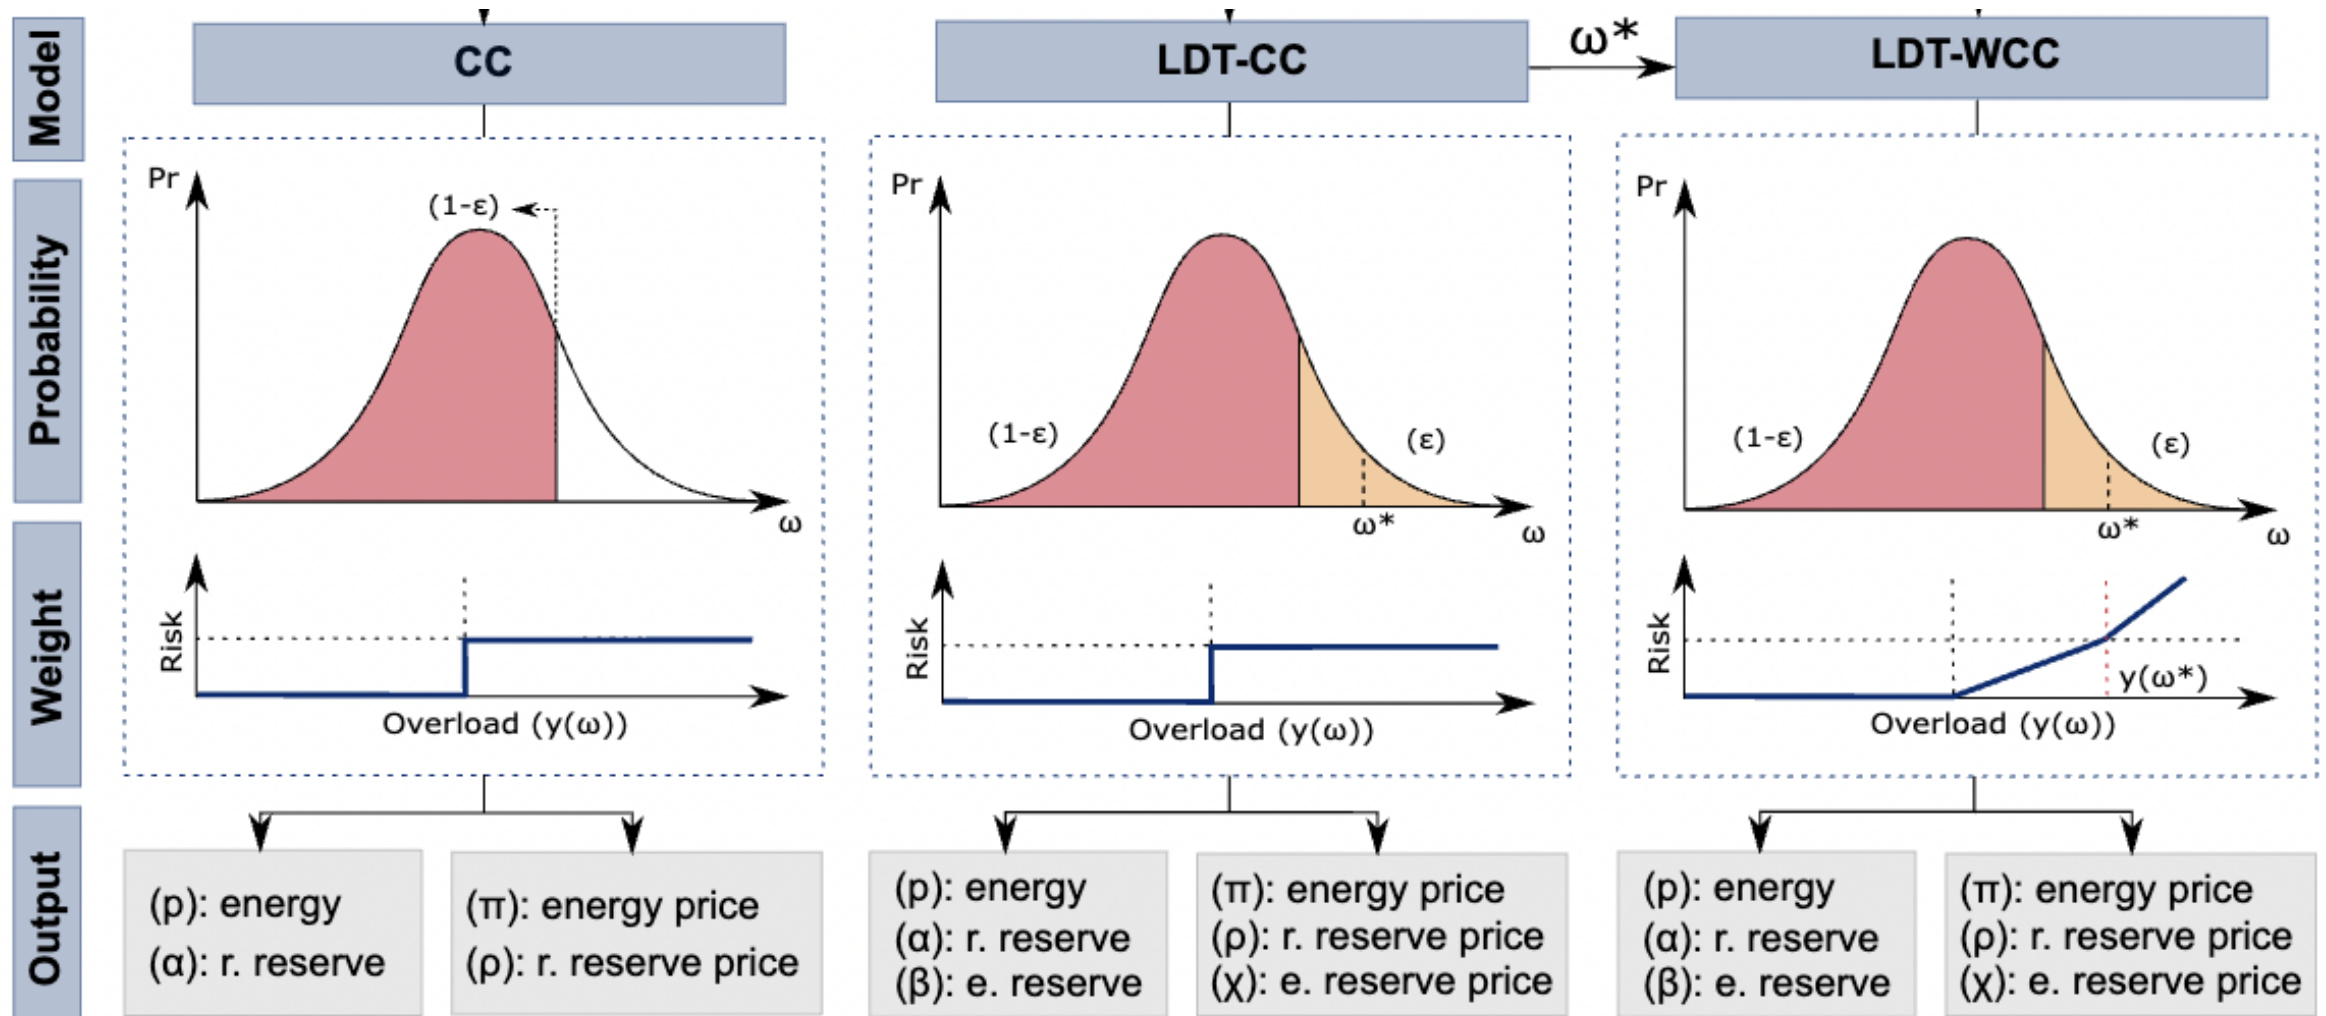 Model
CC
LDT-CC
ω*
LDT-WCC
Probability
Pr
(1-ε)
ω
Pr
(1-ε)
(ε)
ω*
ω
Pr
(1-ε)
(ε)
ω*
ω
Weight
Risk
Overload (y(ω))
Risk
Overload (y(ω))
Risk
y(ω*)
Overload (y(ω))
Output
(p): energy
(α): r. reserve
(π): energy price
(ρ): r. reserve price
(p): energy
(α): r. reserve
(β): e. reserve
(π): energy price
(ρ): r. reserve price
(χ): e. reserve price
(p): energy
(α): r. reserve
(β): e. reserve
(π): energy price
(ρ): r. reserve price
(χ): e. reserve price